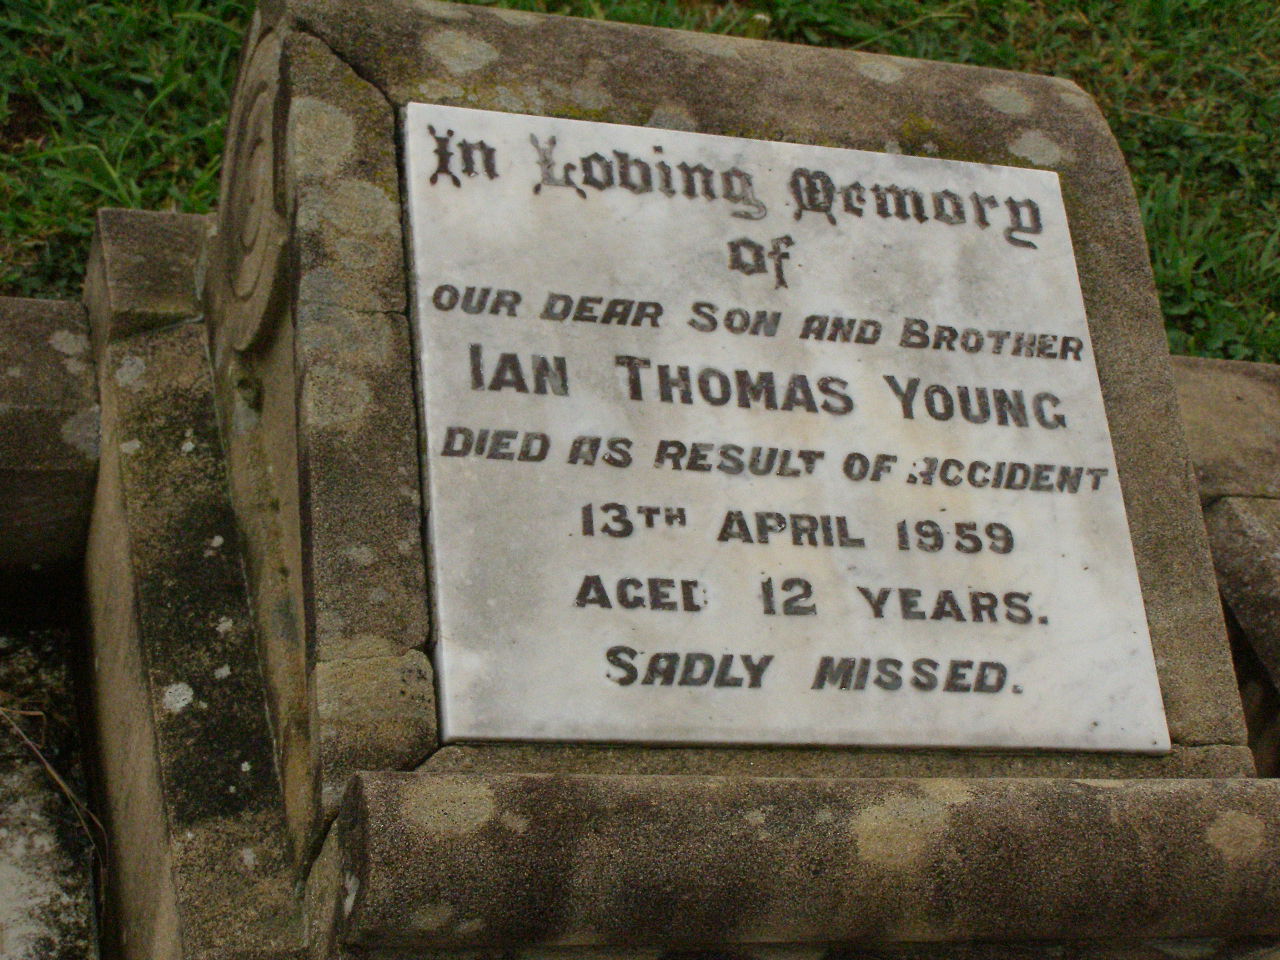 In Loving Memory
of
OUR DEAR SON AND BROTHER
IAN THOMAS YOUNG
DIED AS RESULT OF ACCIDENT
13TH APRIL 1959
AGED 12 YEARS.
SADLY MISSED.